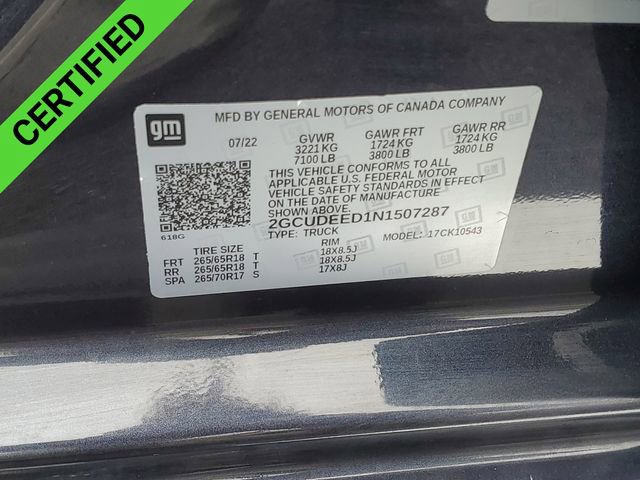 CERTIFIED
gm
MFD BY GENERAL MOTORS OF CANADA COMPANY
07/22 GVWR GAWR FRT GAWR RR
3221 KG 1724 KG 1724 KG
7100 LB 3800 LB 3800 LB
THIS VEHICLE CONFORMS TO ALL
APPLICABLE U.S. FEDERAL MOTOR
VEHICLE SAFETY STANDARDS IN EFFECT
ON THE DATE OF MANUFACTURE
SHOWN ABOVE.
2GCUDEED1N1507287
618G TYPE: TRUCK MODEL: 17CK10543
TIRE SIZE RIM
FRT 265/65R18 T 18X8.5J
RR 265/65R18 T 18X8.5J
SPA 265/70R17 S 17X8J